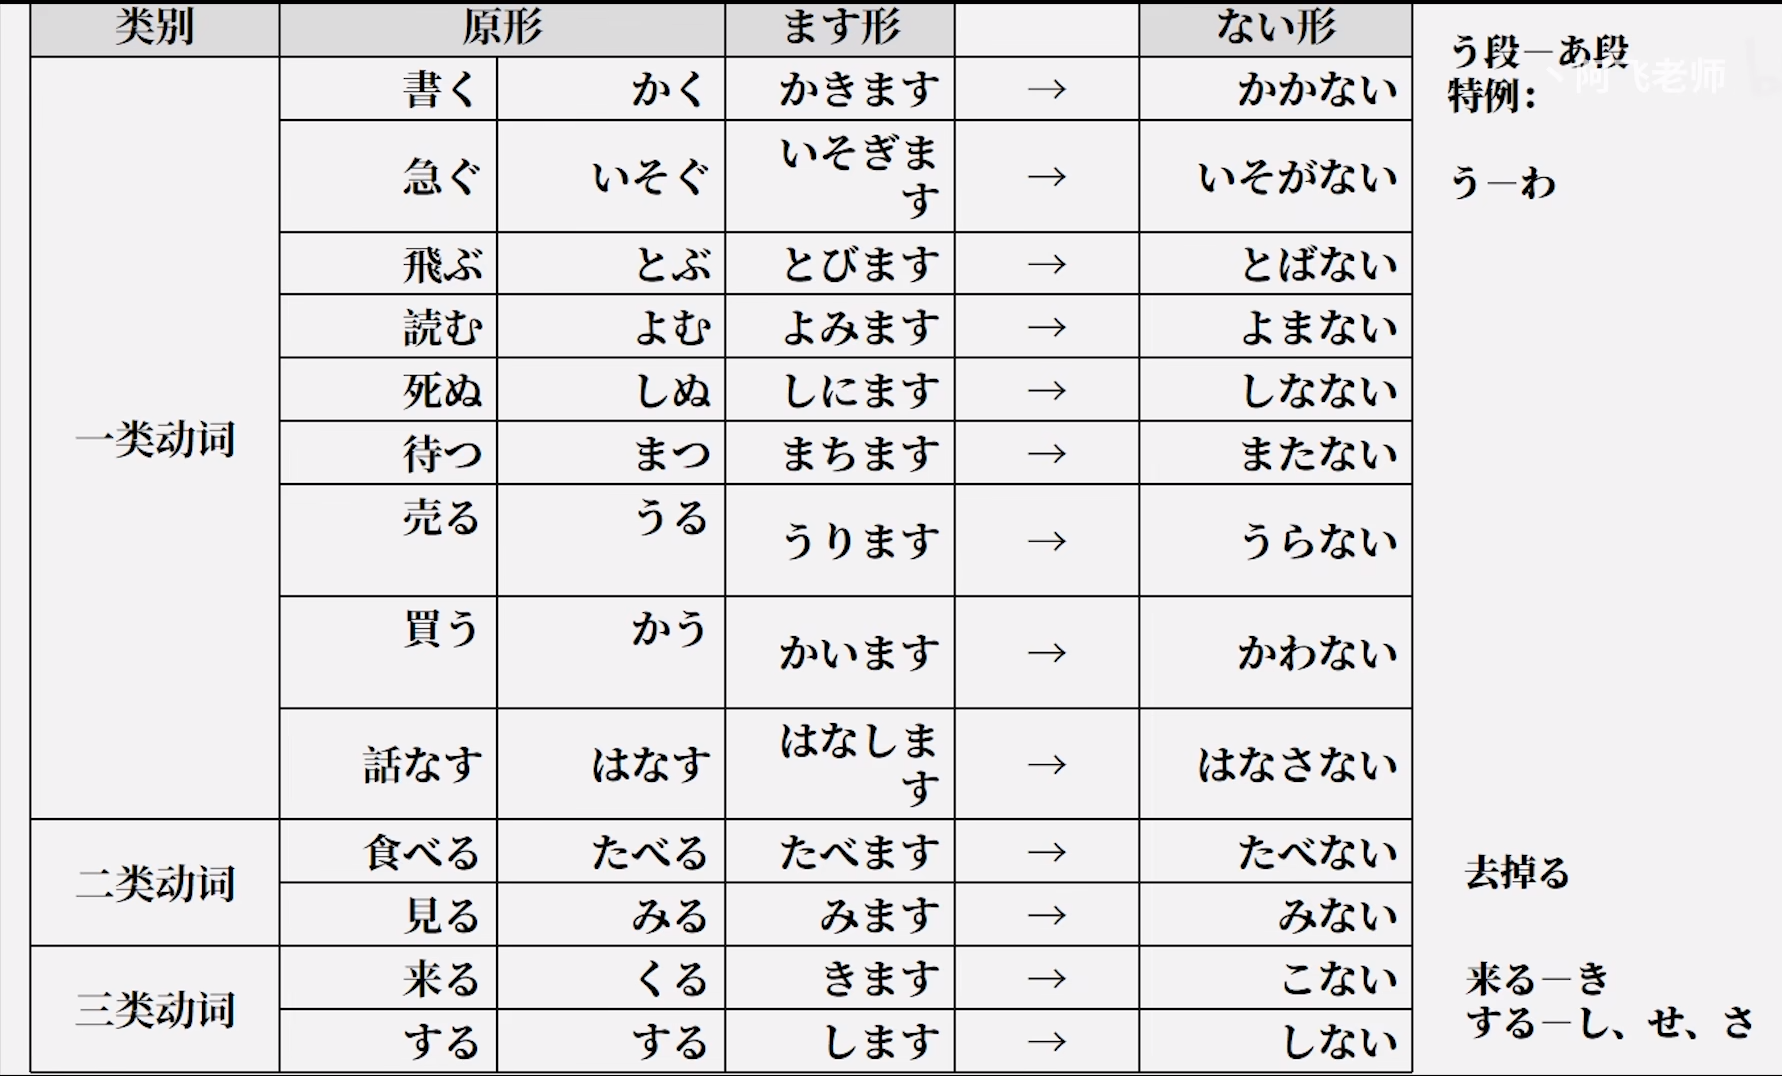 类别 原形 ます形 ない形
う段－あ段
、阿飞老师
特例：
書く かく かきます → かかない
急ぐ いそぐ いそぎま
す → いそがない
う－わ
飛ぶ とぶ とびます → とばない
読む よむ よみます → よまない
死ぬ しぬ しにます → しなない
一类动词
待つ まつ まちます → またない
売る うる うります → うらない
買う かう かいます → かわない
話なす はなす はなしま
す → はなさない
二类动词
食べる たべる たべます → たべない
去掉る
見る みる みます → みない
三类动词
来る くる きます → こない
来る－き
する する します → しない
する－し、せ、さ